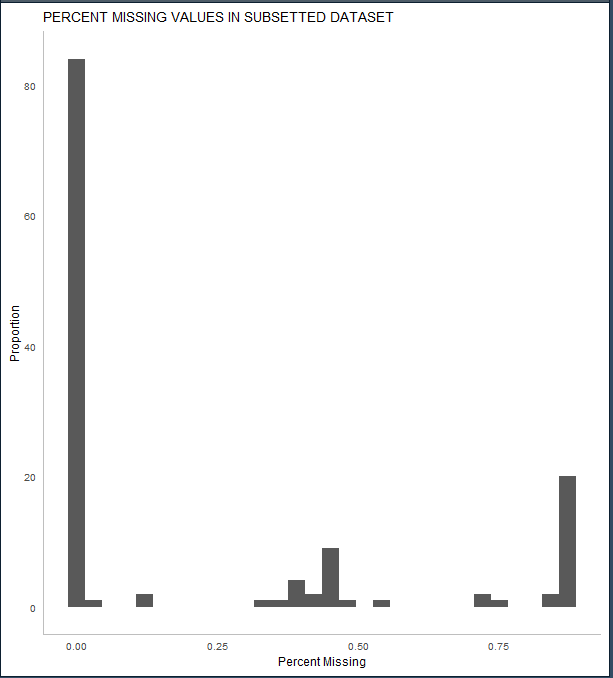 PERCENT MISSING VALUES IN SUBSETTED DATASET
80
60
40
20
0
Proportion
0.00 0.25 0.50 0.75
Percent Missing